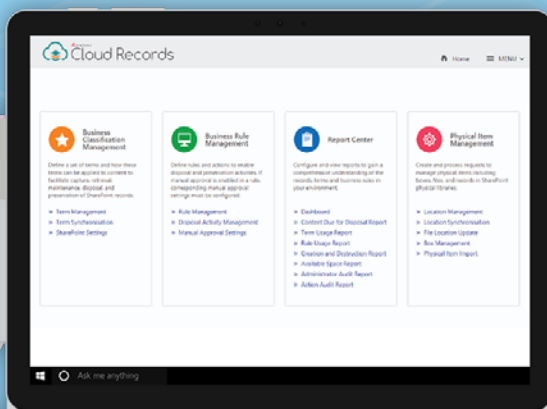 Cloud Records
Home
MENU
Business
Classification
Management
Define a set of terms and how these
terms can be applied to content to
facilitate capture, retrieval,
maintenance, disposal, and
preservation of SharePoint records.
» Term Management
» Term Synchronisation
» SharePoint Settings
Business Rule
Management
Define rules and actions to enable
disposal and preservation activities. If
manual approval is enabled in a rule,
corresponding manual approval
settings must be configured.
» Rule Management
» Disposal Activity Management
» Manual Approval Settings
Report Center
Configure and view reports to gain a
comprehensive understanding of the
records terms and business rules in
your environment.
» Dashboard
» Content Due for Disposal Report
» Term Usage Report
» Rule Usage Report
» Creation and Destruction Report
» Available Space Report
» Administrator Audit Report
» Action Audit Report
Physical Item
Management
Create and process requests to
manage physical items including
boxes, files, and records in SharePoint
physical libraries.
» Location Management
» Location Synchronisation
» File Location Update
» Box Management
» Physical Item Import
Ask me anything